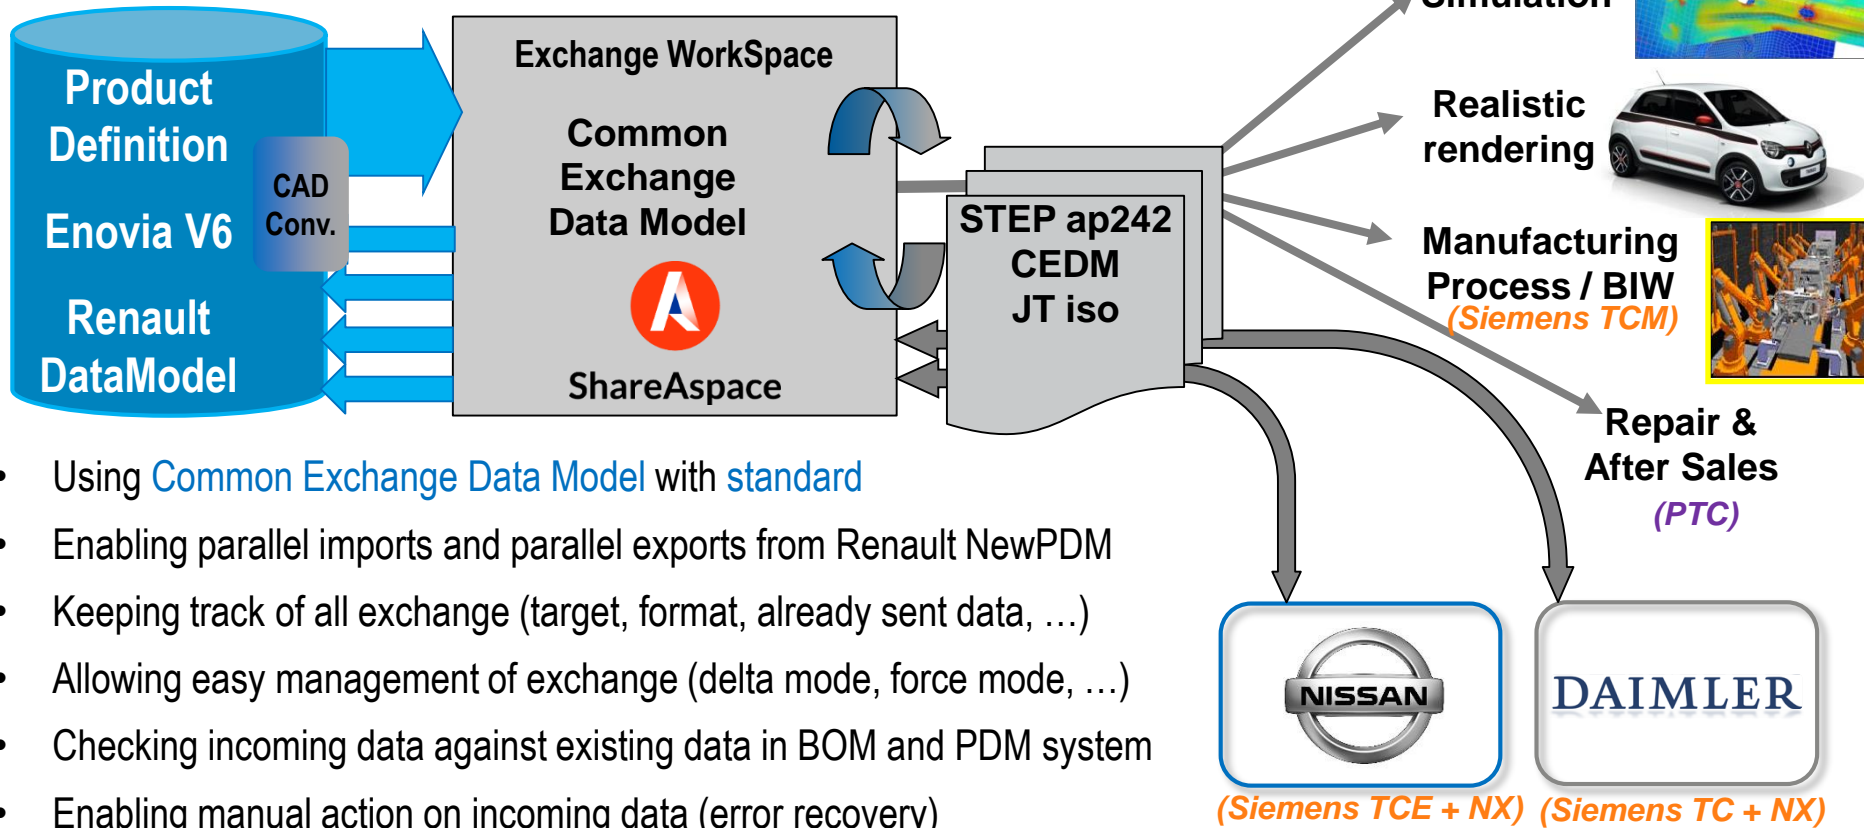 Simulation
Product
Definition
Enovia V6
Renault
DataModel
CAD
Conv.
Exchange WorkSpace
Common
Exchange
Data Model
ShareAspace
STEP ap242
CEDM
JT iso
Realistic
rendering
Manufacturing
Process / BIW
(Siemens TCM)
Repair &
After Sales
(PTC)
• Using Common Exchange Data Model with standard
• Enabling parallel imports and parallel exports from Renault NewPDM
• Keeping track of all exchange (target, format, already sent data, …)
• Allowing easy management of exchange (delta mode, force mode, …)
• Checking incoming data against existing data in BOM and PDM system
• Enabling manual action on incoming data (error recovery)
NISSAN
(Siemens TCE + NX)
DAIMLER
(Siemens TC + NX)